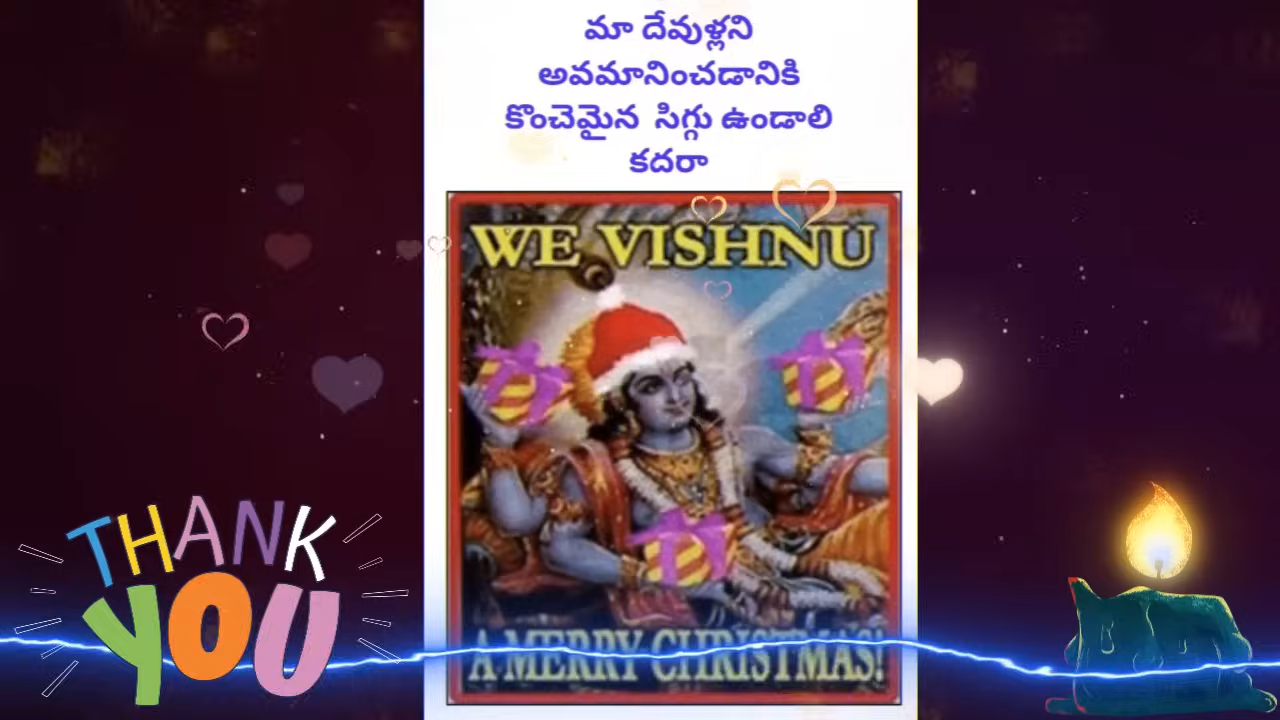 మా దేవుళ్లని
అవమానించడానికి
కొంచెమైన సిగ్గు ఉండాలి
కదరా
WE VISHNU
A MERRY CHRISTMAS!
THANK
YOU